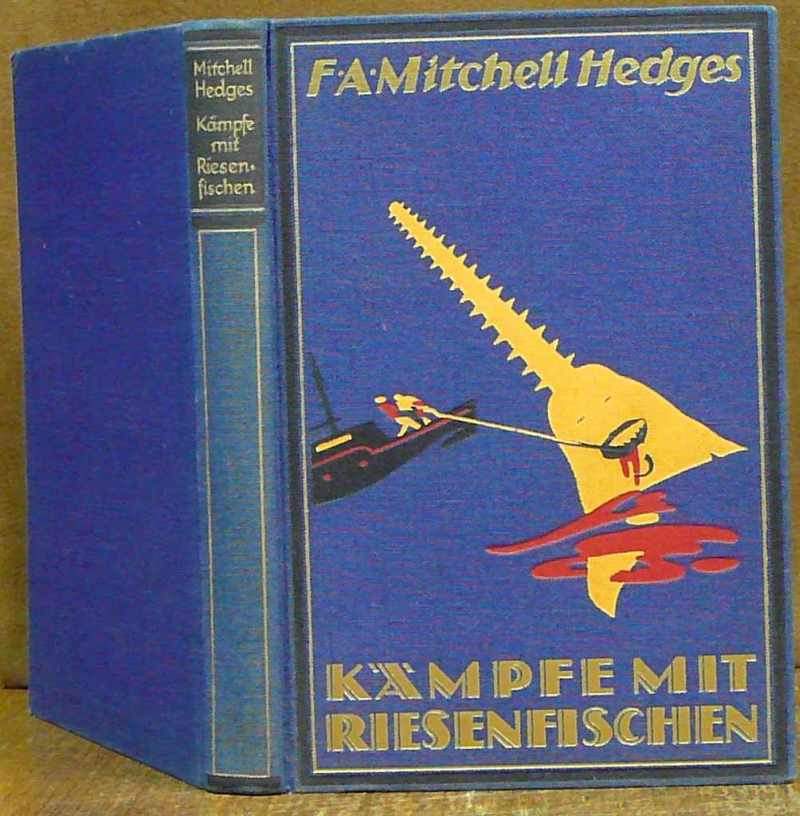 Mitchell
Hedges
Kämpfe
mit
Riesen-
fischen
F·A·Mitchell Hedges
KÄMPFE MIT
RIESENFISCHEN